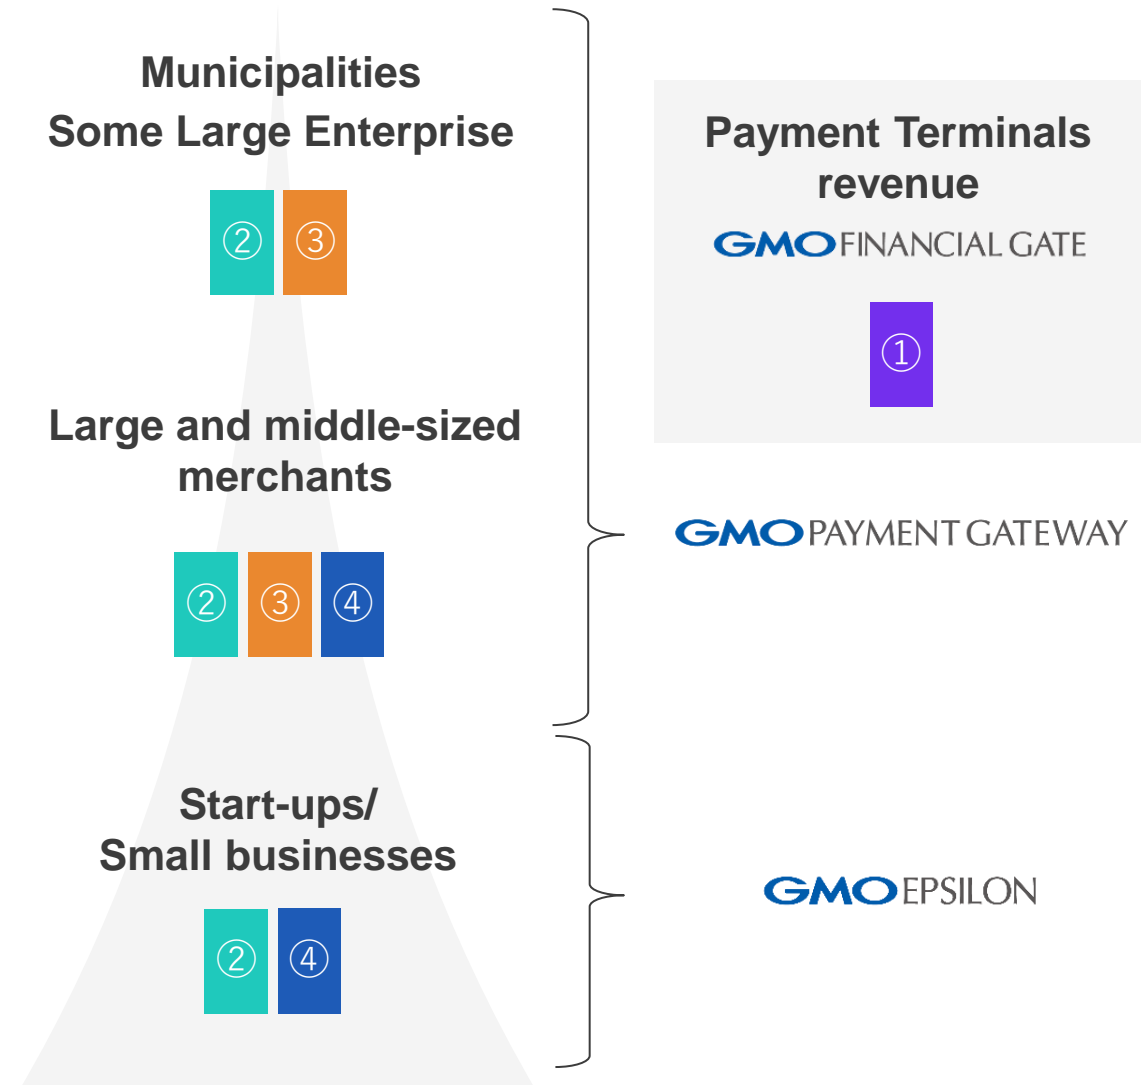 Municipalities
Some Large Enterprise
② ③
Large and middle-sized
merchants
② ③ ④
Start-ups/
Small businesses
② ④
Payment Terminals
revenue
GMO FINANCIAL GATE
①
GMO PAYMENT GATEWAY
GMO EPSILON